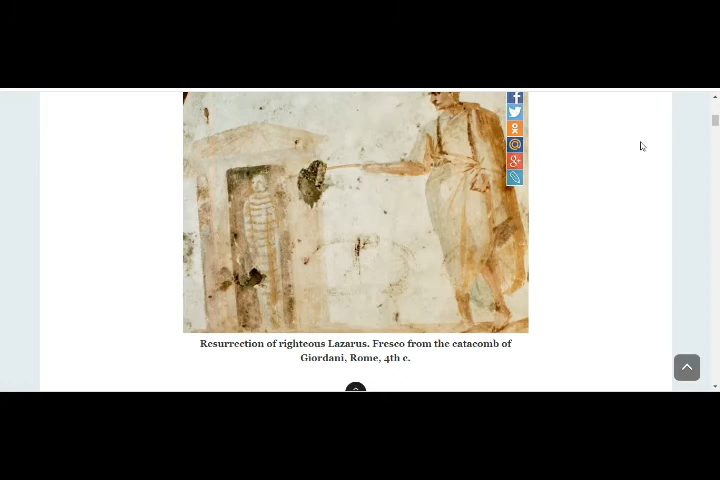 Resurrection of righteous Lazarus. Fresco from the catacomb of
Giordani, Rome, 4th c.